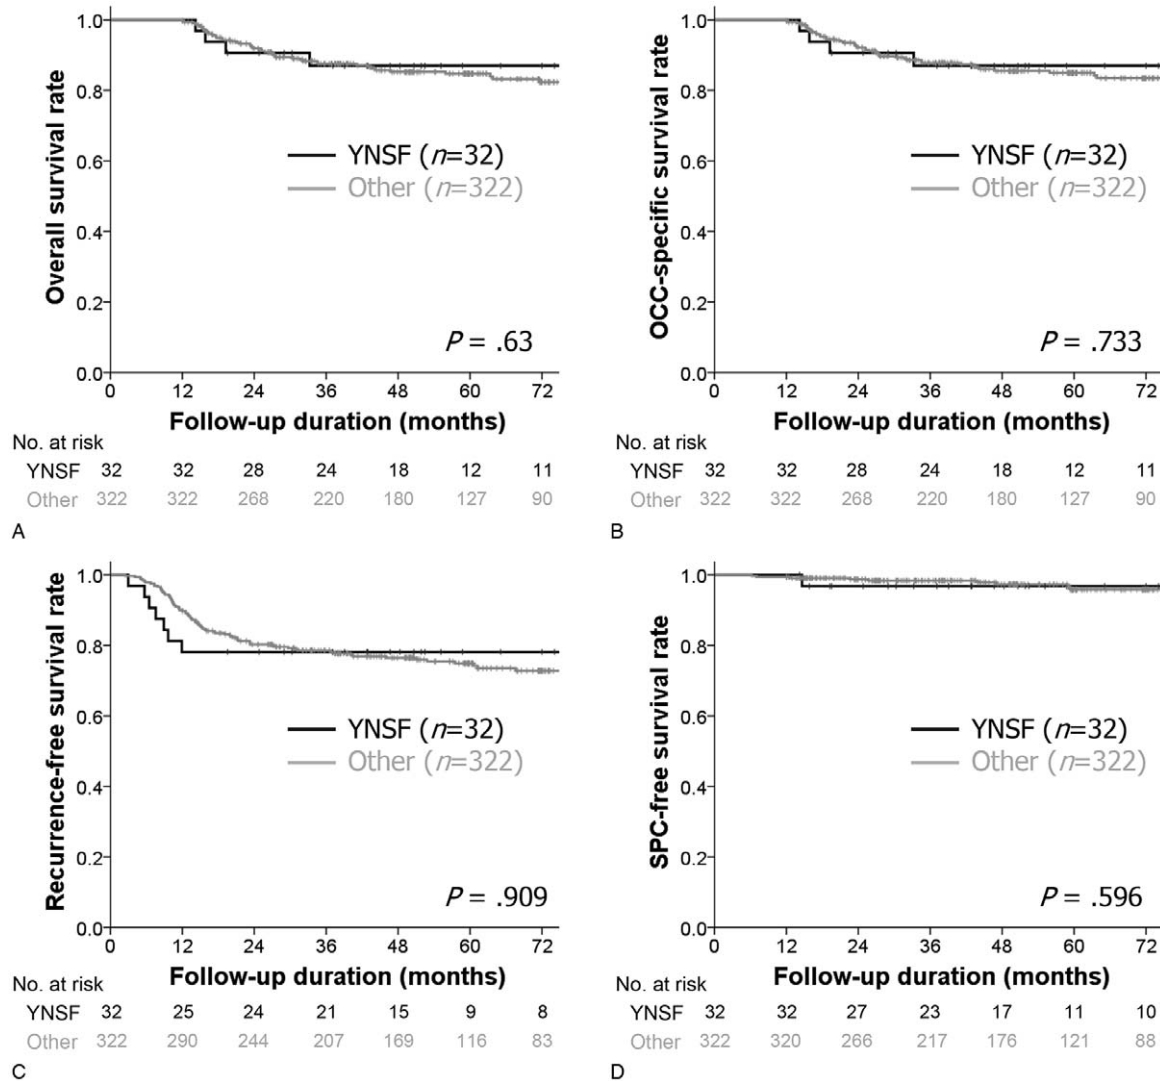 1.0
0.8
0.6
0.4
0.2
0.0
Overall survival rate
YNSF (n=32)
Other (n=322)
P = .63
0 12 24 36 48 60 72
Follow-up duration (months)
No. at risk
YNSF 32 32 28 24 18 12 11
Other 322 322 268 220 180 127 90
A
1.0
0.8
0.6
0.4
0.2
0.0
OCC-specific survival rate
YNSF (n=32)
Other (n=322)
P = .733
0 12 24 36 48 60 72
Follow-up duration (months)
No. at risk
YNSF 32 32 28 24 18 12 11
Other 322 322 268 220 180 127 90
B
1.0
0.8
0.6
0.4
0.2
0.0
Recurrence-free survival rate
YNSF (n=32)
Other (n=322)
P = .909
0 12 24 36 48 60 72
Follow-up duration (months)
No. at risk
YNSF 32 25 24 21 15 9 8
Other 322 290 244 207 169 116 83
C
1.0
0.8
0.6
0.4
0.2
0.0
SPC-free survival rate
YNSF (n=32)
Other (n=322)
P = .596
0 12 24 36 48 60 72
Follow-up duration (months)
No. at risk
YNSF 32 32 27 23 17 11 10
Other 322 320 266 217 176 121 88
D